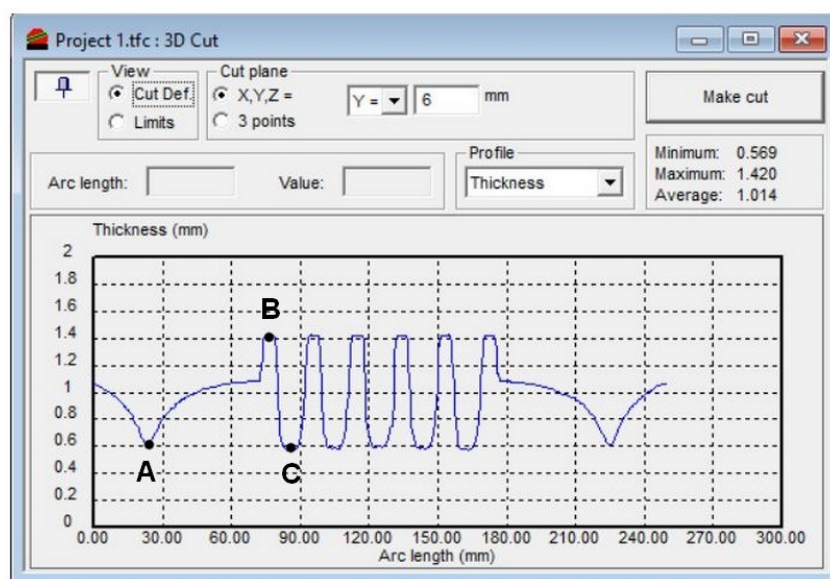 Project 1.tfc : 3D Cut
View
Cut Def.
Limits
Cut plane
X,Y,Z =
3 points
Y =
6
mm
Make cut
Arc length:
Value:
Profile
Thickness
Minimum: 0.569
Maximum: 1.420
Average: 1.014
Thickness (mm)
2
1.8
1.6
1.4
1.2
1
0.8
0.6
0.4
0.2
0
B
A
C
0.00 30.00 60.00 90.00 120.00 150.00 180.00 210.00 240.00 270.00 300.00
Arc length (mm)